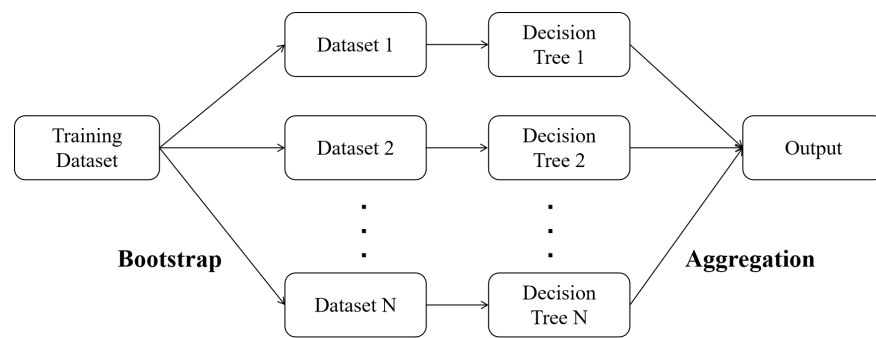 Dataset 1
Decision
Tree 1
Training
Dataset
Dataset 2
Decision
Tree 2
Output
Bootstrap
Aggregation
Dataset N
Decision
Tree N